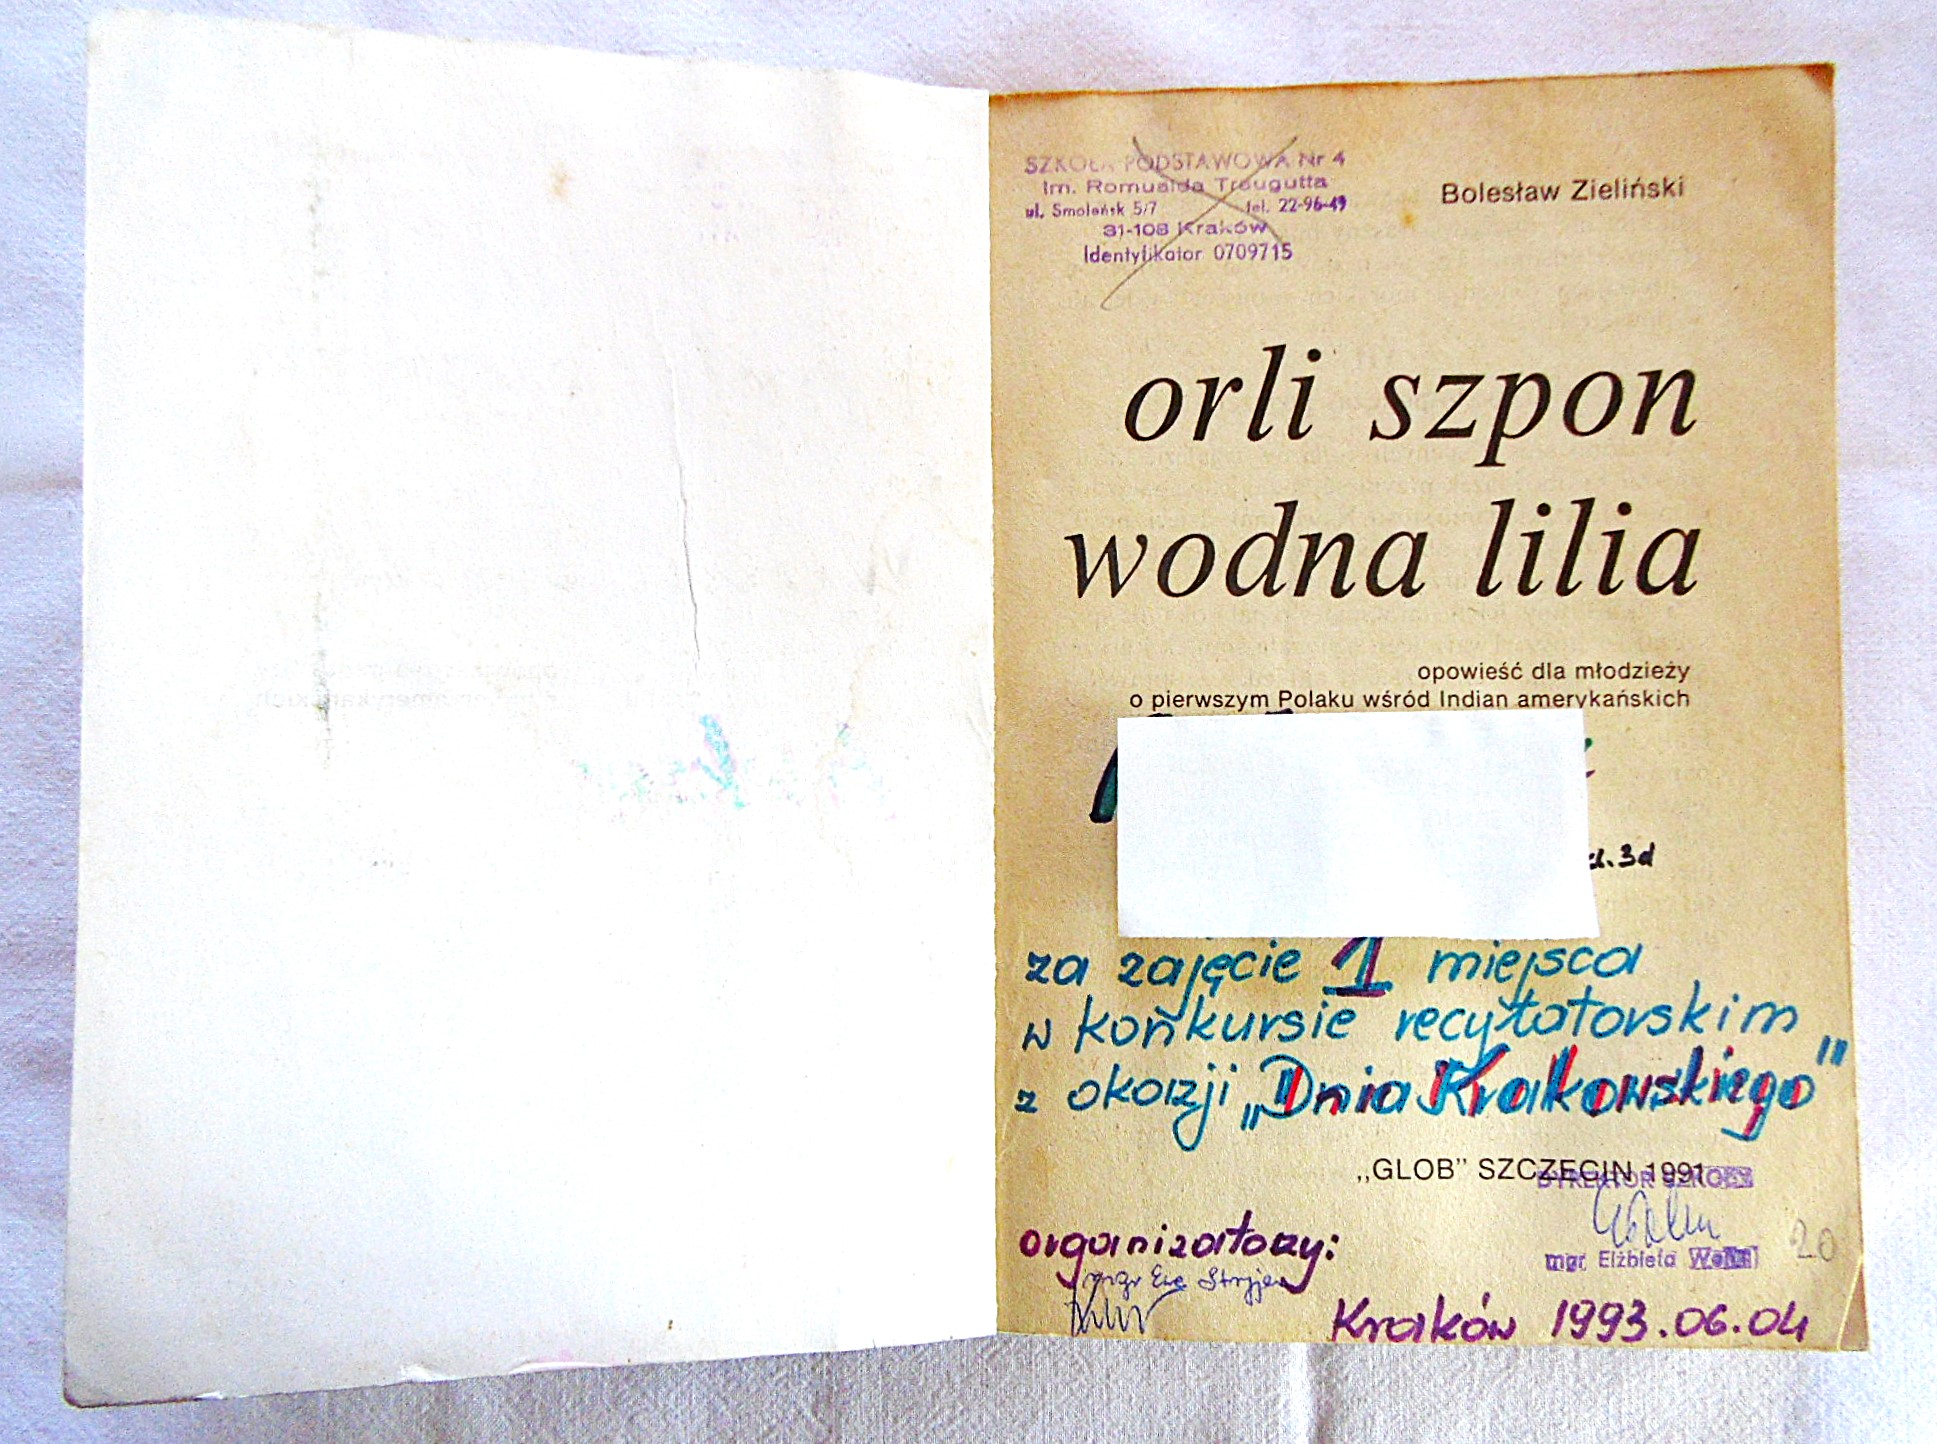 SZKOŁA PODSTAWOWA Nr 4
Im. Romualda Traugutta
ul. Smoleńsk 5/7 tel. 22-96-49
31-108 Kraków
Identyfikator 0709715
Bolesław Zieliński
orli szpon
wodna lilia
opowieść dla młodzieży
o pierwszym Polaku wśród Indian amerykańskich
kl. 3d
za zajęcie 1 miejsca
w konkursie recytatorskim
z okazji „Dnia Krakowskiego"
„GLOB" SZCZECIN 1991
DYREKTOR SZKOŁY
mgr Elżbieta
20
organizatorzy:
mgr Ewa
Kraków 1993.06.04